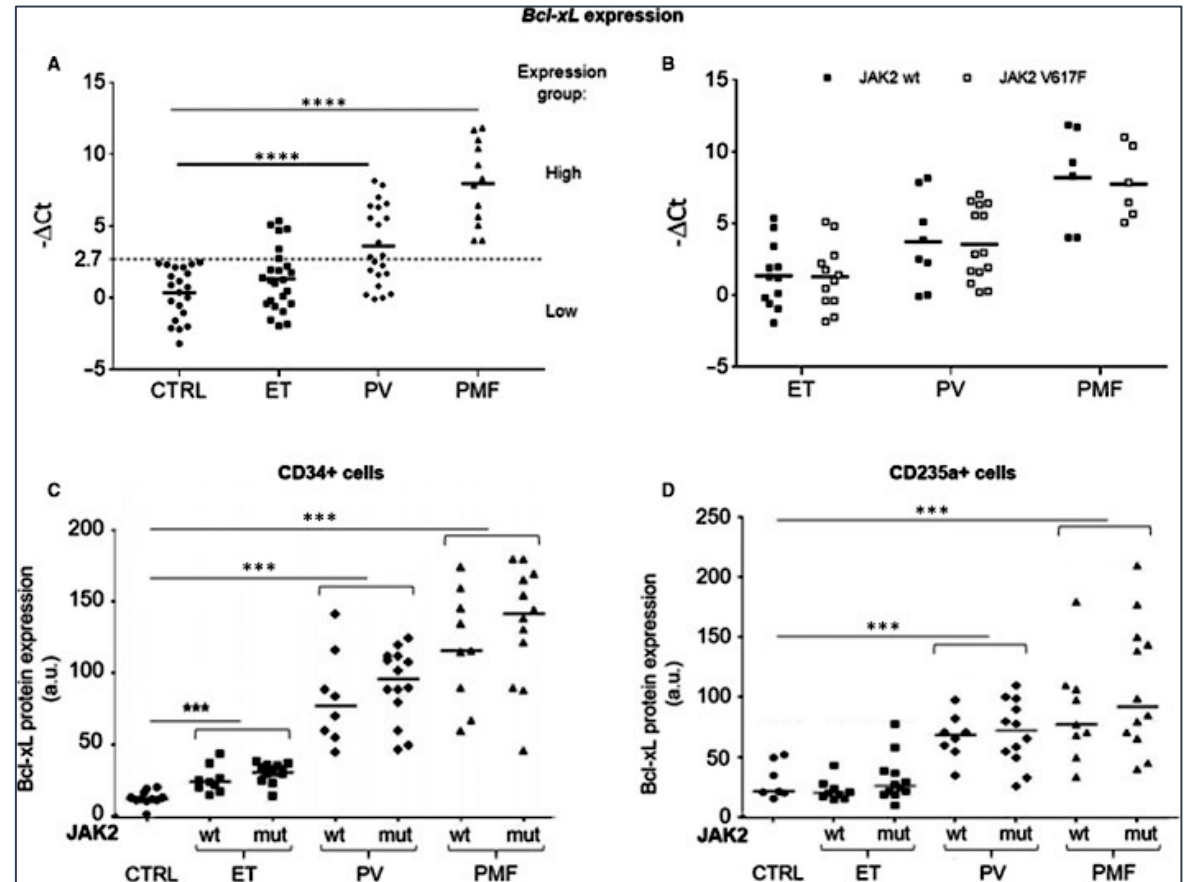 Bcl-xL expression
A
Expression
group:
15
10
5
2.7
0
−5
-ΔCt
****
****
High
Low
CTRL ET PV PMF
B
JAK2 wt JAK2 V617F
15
10
5
0
−5
-ΔCt
ET PV PMF
CD34+ cells
C
200
150
100
50
0
Bcl-xL protein expression
(a.u.)
***
***
***
JAK2 wt mut wt mut wt mut
CTRL ET PV PMF
CD235a+ cells
D
250
200
150
100
50
0
Bcl-xL protein expression
(a.u.)
***
***
JAK2 wt mut wt mut wt mut
CTRL ET PV PMF